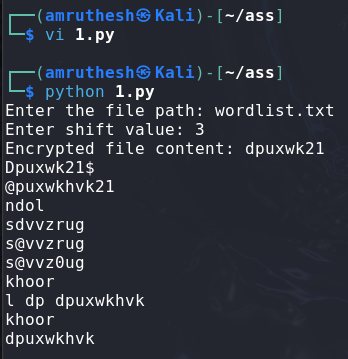 ┌──(amruthesh㉿Kali)-[~/ass]
└─$ vi 1.py
┌──(amruthesh㉿Kali)-[~/ass]
└─$ python 1.py
Enter the file path: wordlist.txt
Enter shift value: 3
Encrypted file content: dpuxwk21
Dpuxwk21$
@puxwkhvk21
ndol
sdvvzrug
s@vvzrug
s@vvz0ug
khoor
l dp dpuxwkhvk
khoor
dpuxwkhvk